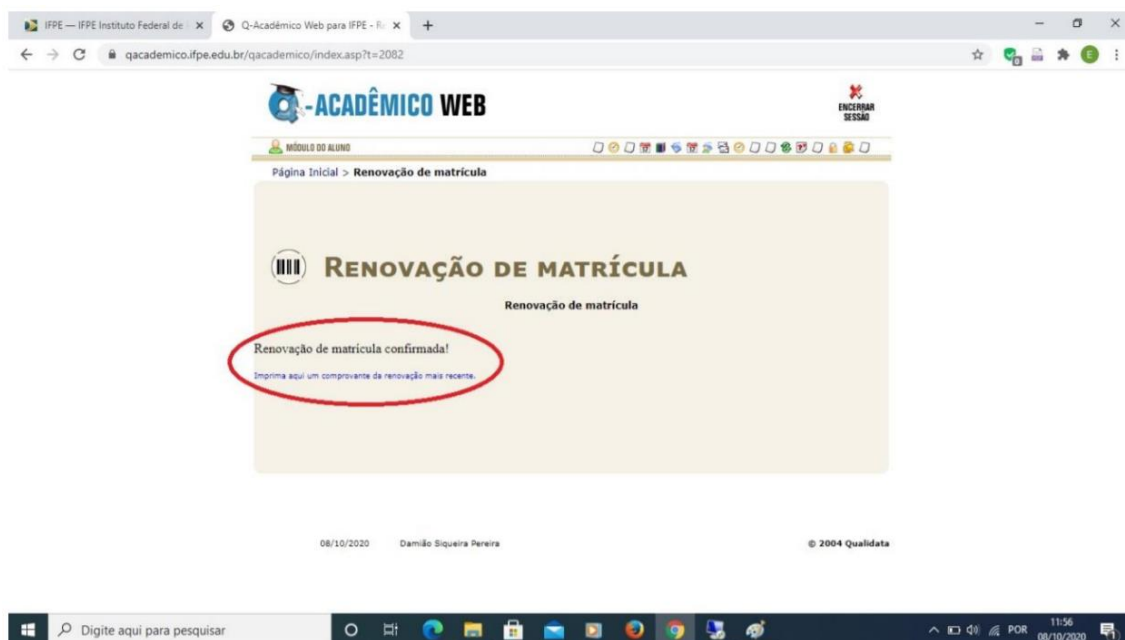 IFPE — IFPE Instituto Federal de
Q-Acadêmico Web para IFPE - R
qacademico.ifpe.edu.br/qacademico/index.asp?t=2082
E
Q-ACADÊMICO WEB
ENCERRAR
SESSÃO
MÓDULO DO ALUNO
Página Inicial > Renovação de matrícula
RENOVAÇÃO DE MATRÍCULA
Renovação de matrícula
Renovação de matricula confirmada!
Imprima aqui um comprovante da renovação mais recente.
08/10/2020 Damião Siqueira Pereira © 2004 Qualidata
Digite aqui para pesquisar
POR
11:56
08/10/2020